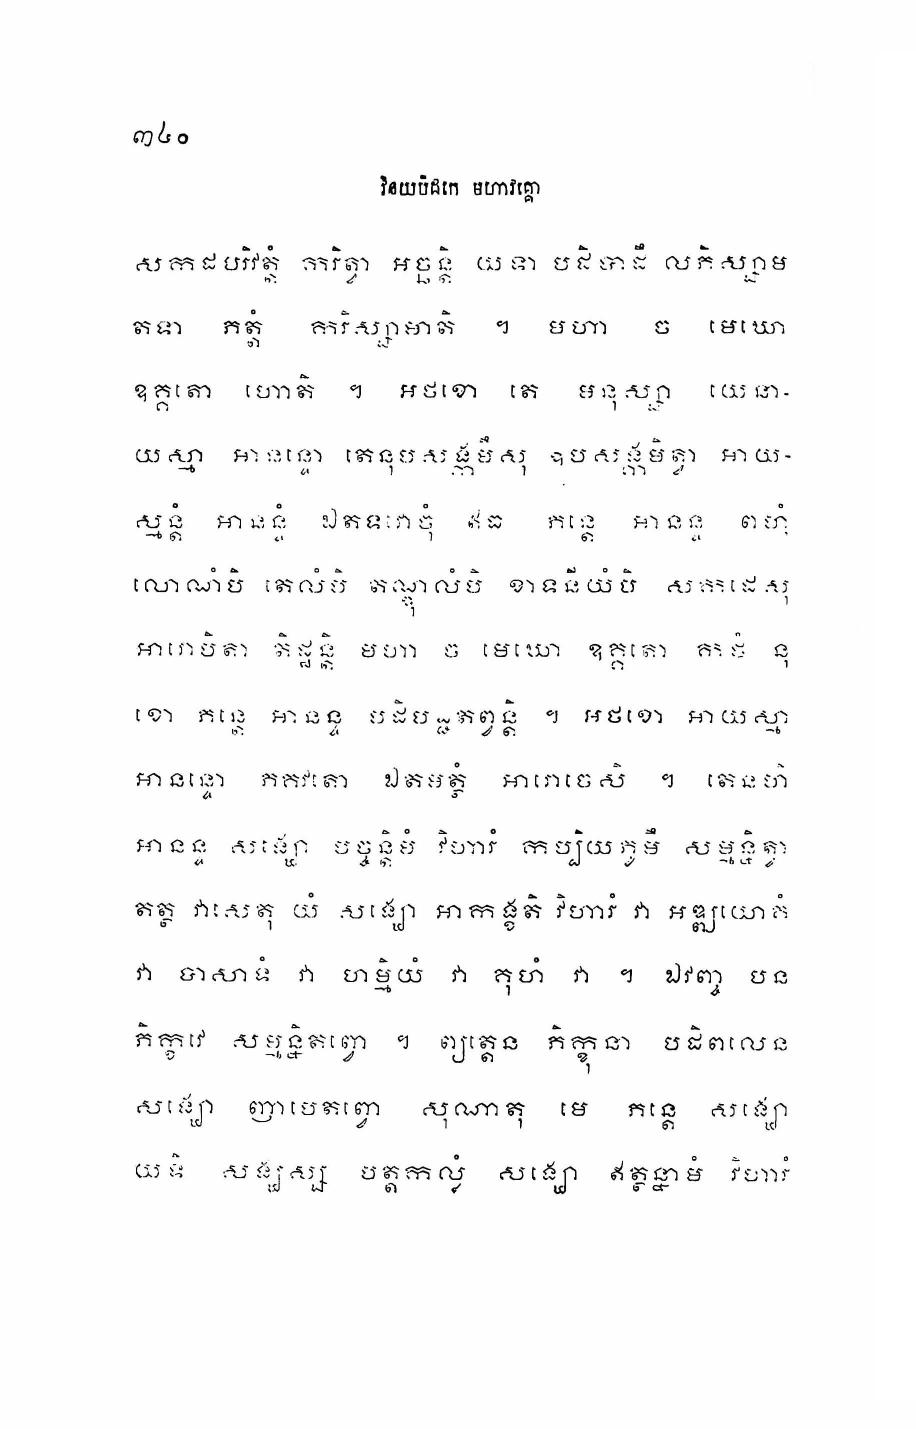 ៣៤០
វិនយបិដកេ មហាវគ្គោ
សកដបរិវត្តំ ករិត្វា អច្ឆន្តិ យទា បដិបាដឹ លភិស្សាម
តទា ភត្តំ ករិស្សាមាតិ ។ មហា ច មេឃោ
ឧគ្គតោ ហោតិ ។ អថខោ តេ មនុស្សា យេនា-
យស្មា អានន្ទោ តេនុបសង្កមឹសុ ឧបសង្កមិត្វា អាយ-
ស្មន្តំ អានន្ទំ ឯតទវោចុំ ឥធ ភន្តេ អានន្ទ ពហុំ
លោណំបិ តេលំបិ តណ្ឌុលំបិ ខាទនីយំបិ សកដេសុ
អារោបិតា តិដ្ឋន្តិ មហា ច មេឃោ ឧគ្គតោ កថំ នុ
ខោ ភន្តេ អានន្ទ បដិបជ្ជិតព្វន្តិ ។ អថខោ អាយស្មា
អានន្ទោ ភគវតោ ឯតមត្ថំ អារោចេសិ ។ តេនហិ
អានន្ទ សង្ឃោ បច្ចន្តិមំ វិហារំ កប្បិយភូមឹ សម្មន្និត្វា
តត្ថ វាសេតុ យំ សង្ឃោ អាកង្ខតិ វិហារំ វា អឌ្ឍយោគំ
វា បាសាទំ វា ហម្មិយំ វា គុហំ វា ។ ឯវញ្ច បន
ភិក្ខវេ សម្មន្និតព្វោ ។ ព្យត្តេន ភិក្ខុនា បដិពលេន
សង្ឃោ ញាបេតព្វោ សុណាតុ មេ ភន្តេ សង្ឃោ
យទិ សង្ឃស្ស បត្តកល្លំ សង្ឃោ ឥត្ថន្នាមំ វិហារំ